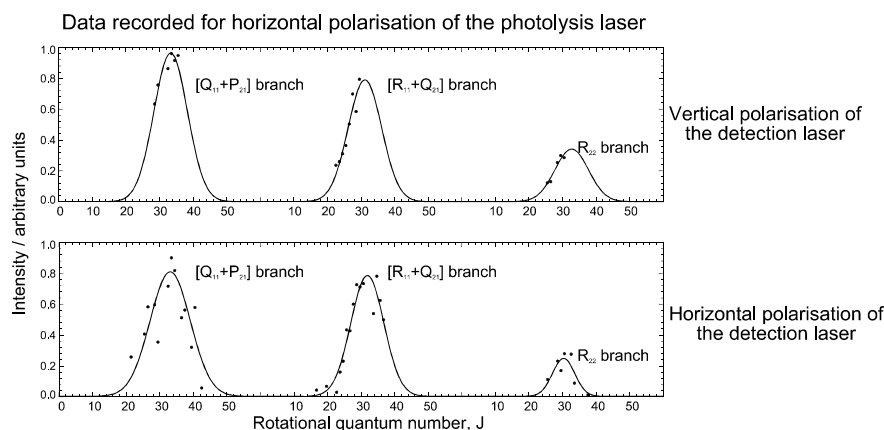 Data recorded for horizontal polarisation of the photolysis laser
Intensity / arbitrary units
1.0
0.8
0.6
0.4
0.2
0.0
[Q₁₁+P₂₁] branch
[R₁₁+Q₂₁] branch
R₂₂ branch
0 10 20 30 40 50 10 20 30 40 50 10 20 30 40 50
Vertical polarisation of
the detection laser
1.0
0.8
0.6
0.4
0.2
0.0
[Q₁₁+P₂₁] branch
[R₁₁+Q₂₁] branch
R₂₂ branch
0 10 20 30 40 50 10 20 30 40 50 10 20 30 40 50
Horizontal polarisation of
the detection laser
Rotational quantum number, J